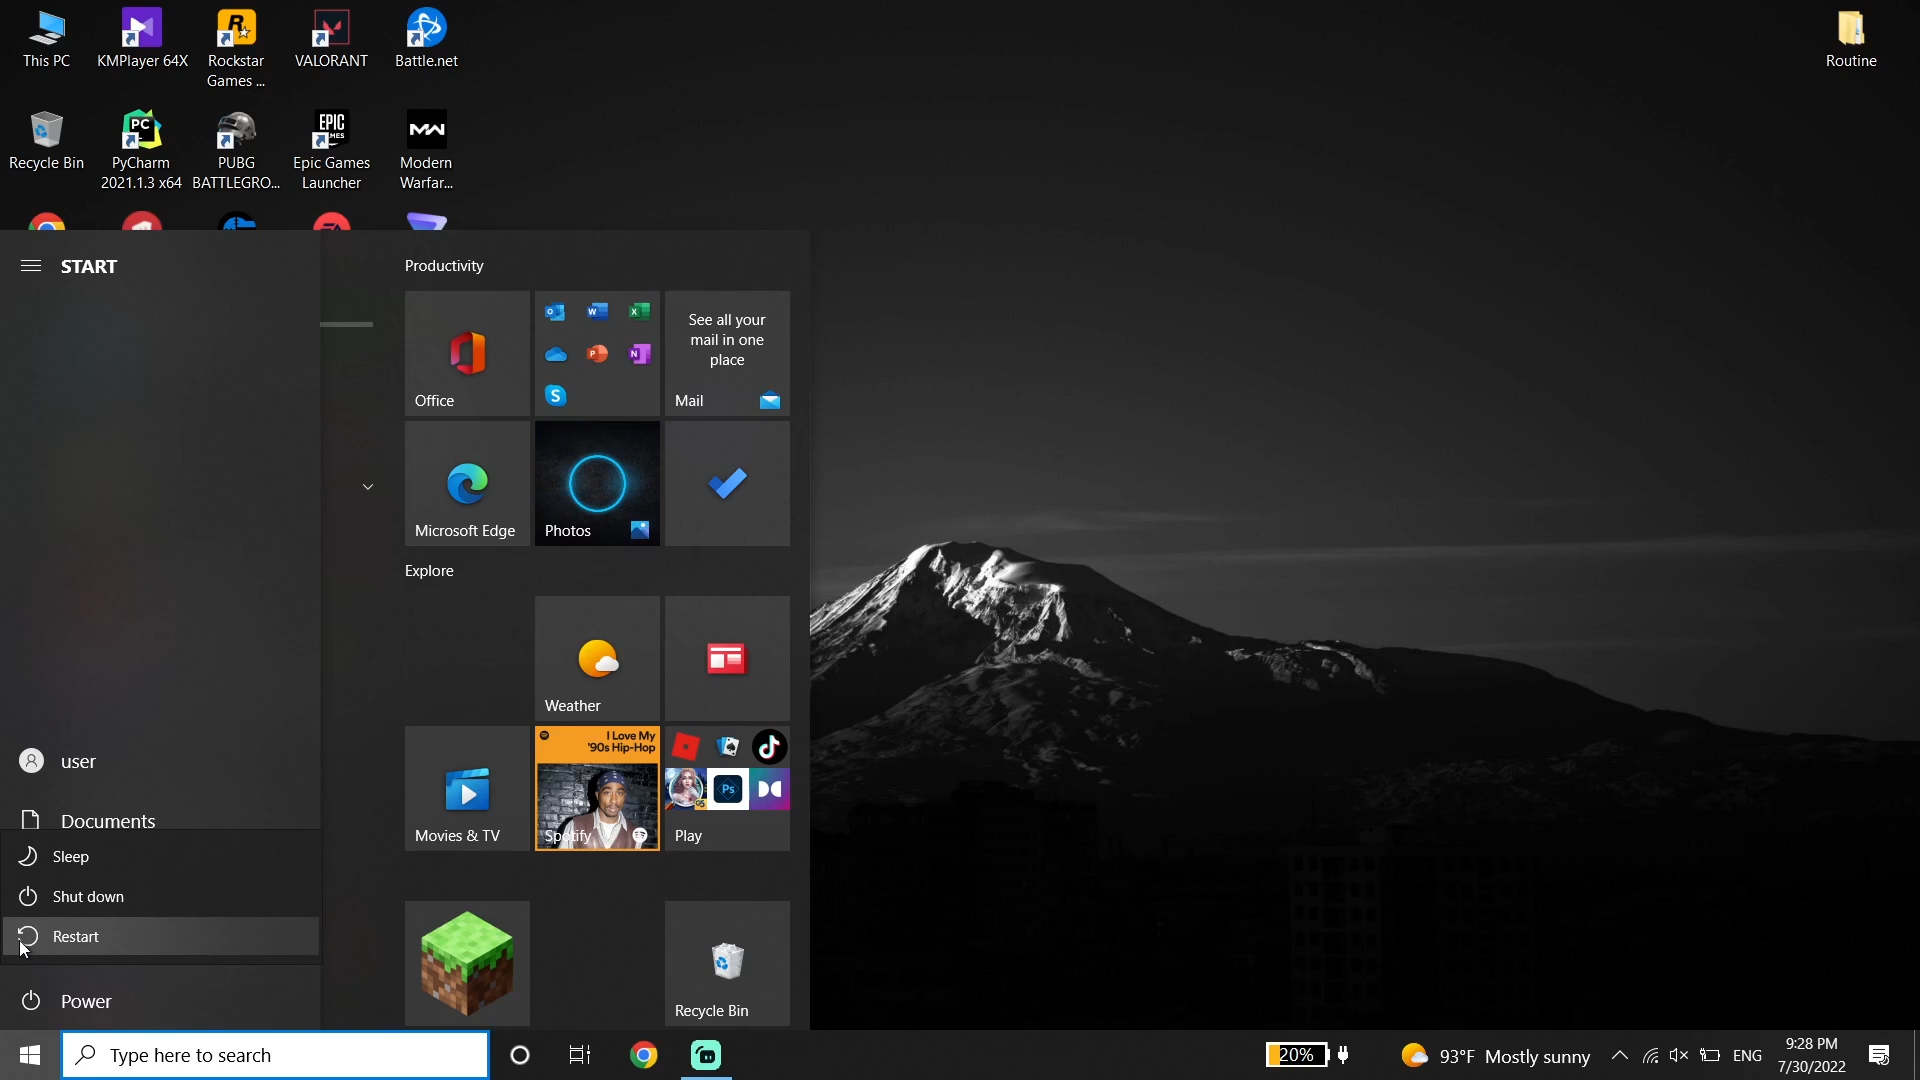 This PC
KMPlayer 64X
Rockstar
Games ...
VALORANT
Battle.net
Routine
Recycle Bin
PyCharm
2021.1.3 x64
PUBG
BATTLEGRO...
EPIC
Epic Games
Launcher
Modern
Warfar...
START
Productivity
Office
See all your
mail in one
place
Mail
Microsoft Edge
Photos
Explore
Weather
Movies & TV
I Love My
'90s Hip-Hop
Spotify
Play
user
Documents
Sleep
Shut down
Restart
Power
Recycle Bin
Type here to search
20%
93°F Mostly sunny
ENG
9:28 PM
7/30/2022